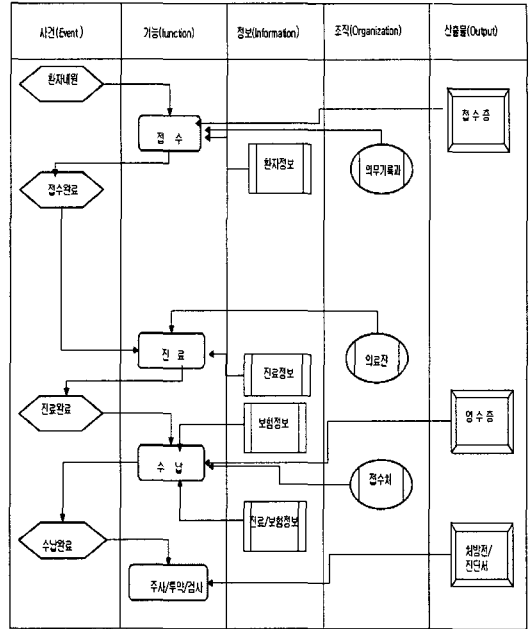 사건(Event) 기능(function) 정보(Information) 조직(Organization) 산출물(Output)
환자내원
접수증
접 수
환자정보
의무기록과
접수완료
진 료
의료진
진료정보
진료완료
보험정보
영수증
수 납
접수처
진료/보험정보
수납완료
처방전/
진단서
주사/투약/검사